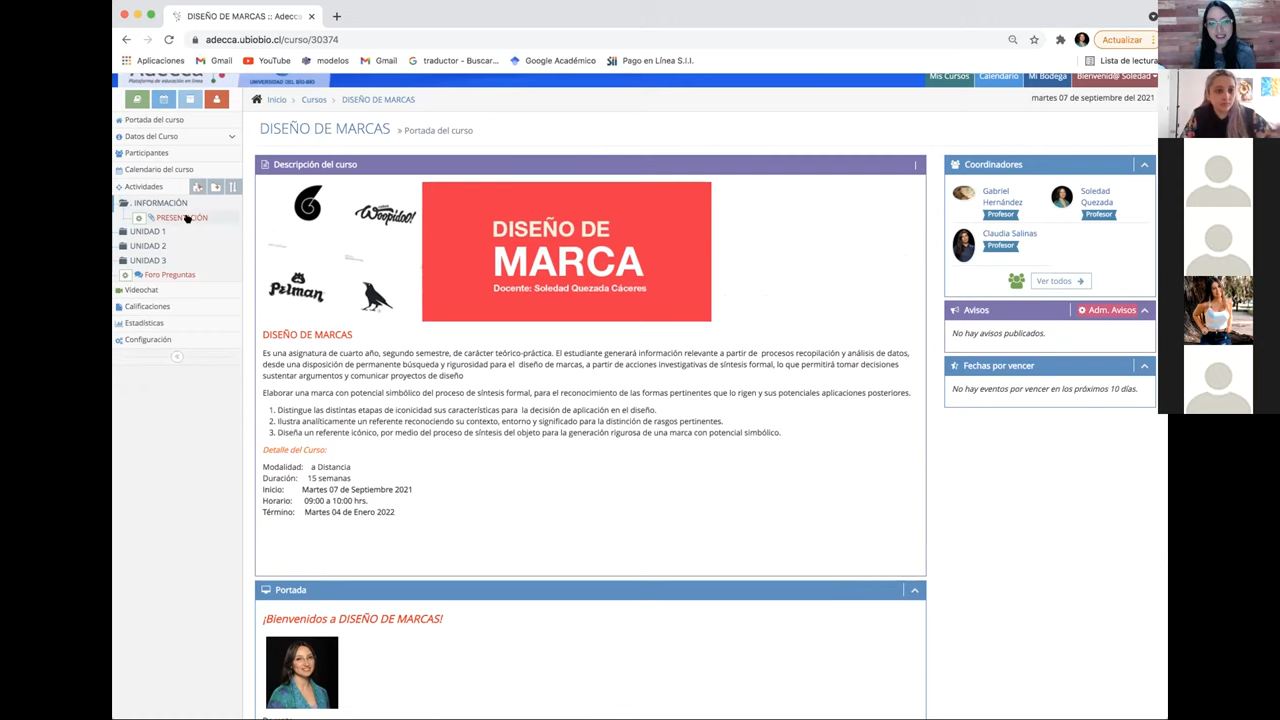 DISEÑO DE MARCAS :: Adecca
adecca.ubiobio.cl/curso/30374
Actualizar
Aplicaciones
Gmail
YouTube
modelos
Gmail
traductor - Buscar...
Google Académico
Pago en Línea S.I.I.
Lista de lectura
Adecca
Plataforma de educación en línea
UNIVERSIDAD DEL BÍO-BÍO
Mis Cursos
Calendario
Mi Bodega
Bienvenid@ Soledad
Inicio › Cursos › DISEÑO DE MARCAS
martes 07 de septiembre del 2021
Portada del curso
Datos del Curso
Participantes
Calendario del curso
Actividades
. INFORMACIÓN
PRESENTACIÓN
UNIDAD 1
UNIDAD 2
UNIDAD 3
Foro Preguntas
Videochat
Calificaciones
Estadísticas
Configuración
DISEÑO DE MARCAS » Portada del curso
Descripción del curso
Woopidoo!
Pelman
DISEÑO DE
MARCA
Docente: Soledad Quezada Cáceres
DISEÑO DE MARCAS
Es una asignatura de cuarto año, segundo semestre, de carácter teórico-práctica. El estudiante generará información relevante a partir de procesos recopilación y análisis de datos,
desde una disposición de permanente búsqueda y rigurosidad para el diseño de marcas, a partir de acciones investigativas de síntesis formal, lo que permitirá tomar decisiones
sustentar argumentos y comunicar proyectos de diseño
Elaborar una marca con potencial simbólico del proceso de síntesis formal, para el reconocimiento de las formas pertinentes que lo rigen y sus potenciales aplicaciones posteriores.
1. Distingue las distintas etapas de iconicidad sus características para la decisión de aplicación en el diseño.
2. Ilustra analíticamente un referente reconociendo su contexto, entorno y significado para la distinción de rasgos pertinentes.
3. Diseña un referente icónico, por medio del proceso de síntesis del objeto para la generación rigurosa de una marca con potencial simbólico.
Detalle del Curso:
Modalidad: a Distancia
Duración: 15 semanas
Inicio: Martes 07 de Septiembre 2021
Horario: 09:00 a 10:00 hrs.
Término: Martes 04 de Enero 2022
Portada
¡Bienvenidos a DISEÑO DE MARCAS!
Coordinadores
Gabriel
Hernández
Profesor
Soledad
Quezada
Profesor
Claudia Salinas
Profesor
Ver todos
Avisos
Adm. Avisos
No hay avisos publicados.
Fechas por vencer
No hay eventos por vencer en los próximos 10 días.